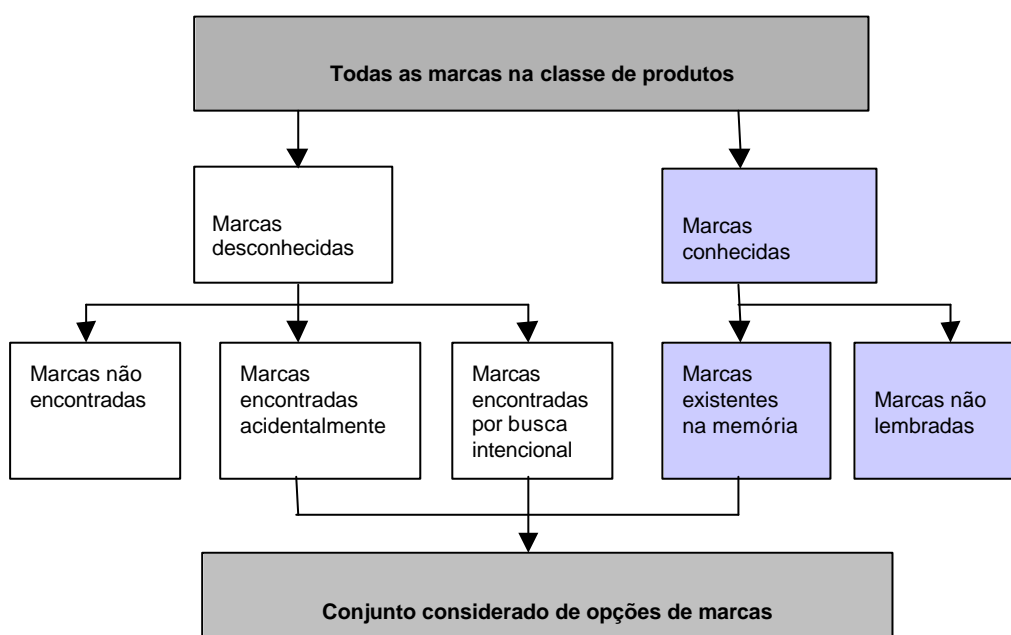 Todas as marcas na classe de produtos
Marcas
desconhecidas
Marcas
conhecidas
Marcas não
encontradas
Marcas
encontradas
acidentalmente
Marcas
encontradas
por busca
intencional
Marcas
existentes
na memória
Marcas não
lembradas
Conjunto considerado de opções de marcas